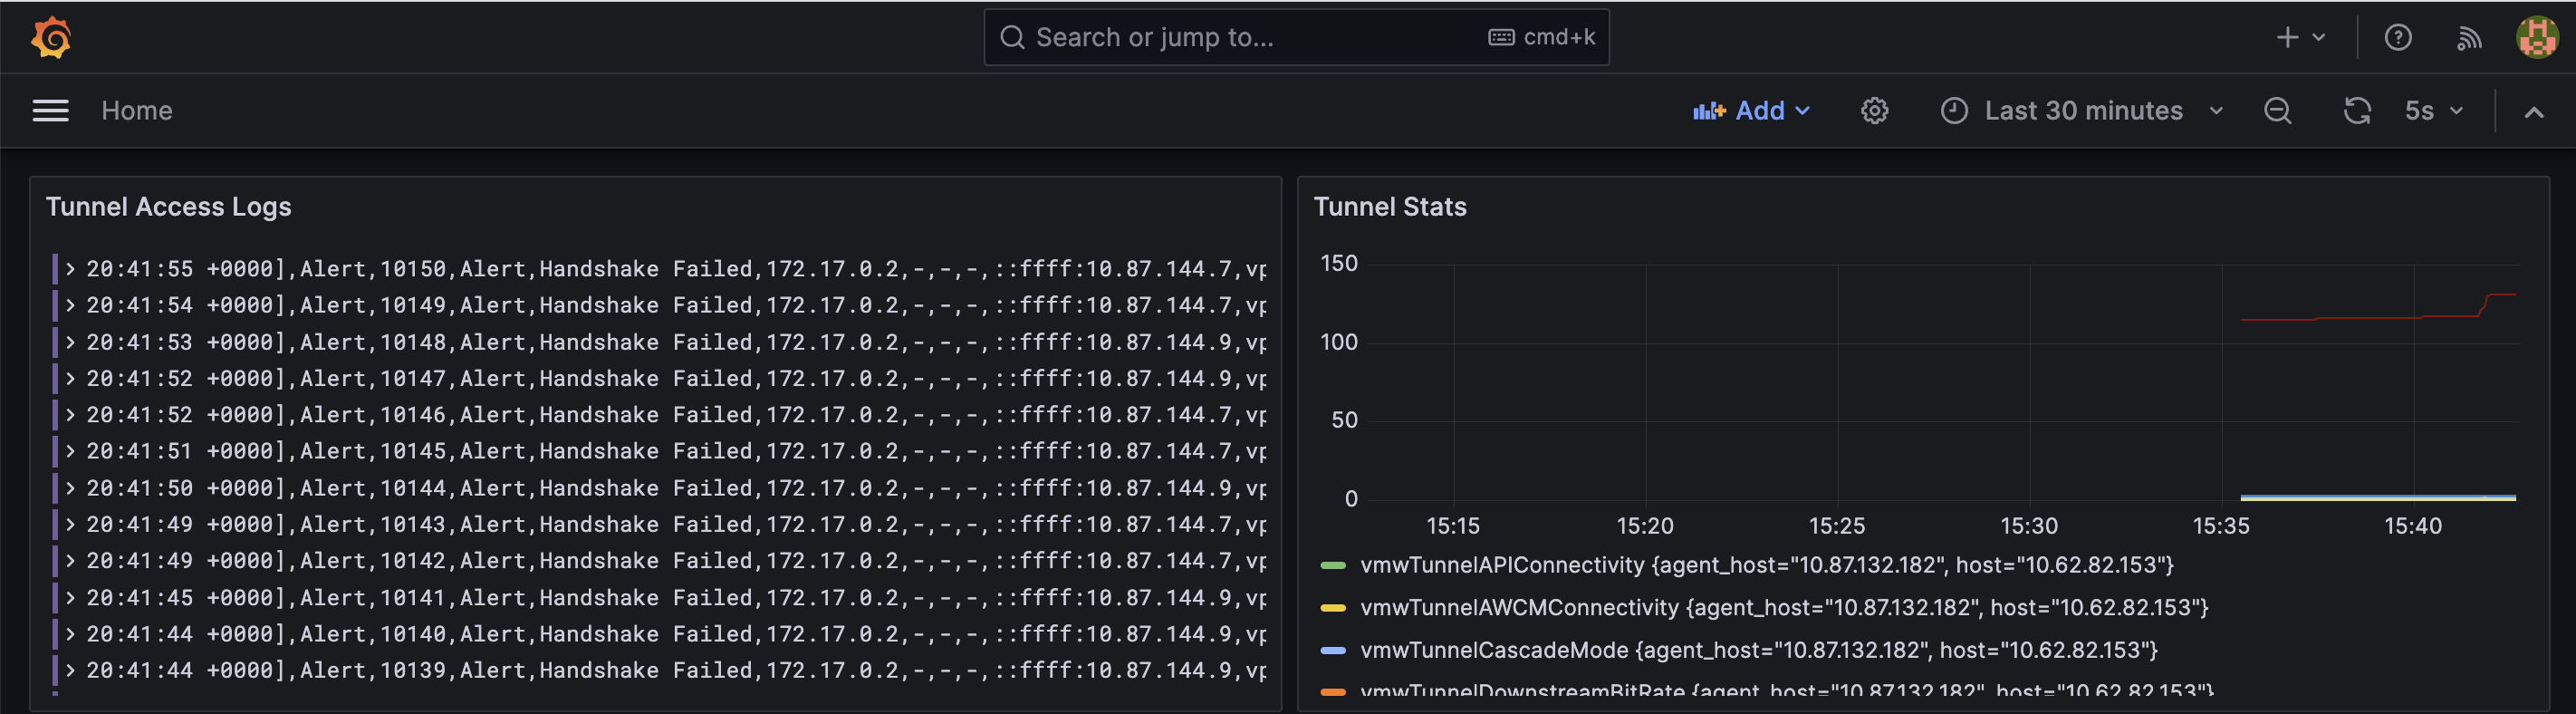 Search or jump to... cmd+k
Home Add Last 30 minutes 5s
Tunnel Access Logs
20:41:55 +0000],Alert,10150,Alert,Handshake Failed,172.17.0.2,-,-,-,::ffff:10.87.144.7,vp
20:41:54 +0000],Alert,10149,Alert,Handshake Failed,172.17.0.2,-,-,-,::ffff:10.87.144.7,vp
20:41:53 +0000],Alert,10148,Alert,Handshake Failed,172.17.0.2,-,-,-,::ffff:10.87.144.9,vp
20:41:52 +0000],Alert,10147,Alert,Handshake Failed,172.17.0.2,-,-,-,::ffff:10.87.144.9,vp
20:41:52 +0000],Alert,10146,Alert,Handshake Failed,172.17.0.2,-,-,-,::ffff:10.87.144.7,vp
20:41:51 +0000],Alert,10145,Alert,Handshake Failed,172.17.0.2,-,-,-,::ffff:10.87.144.7,vp
20:41:50 +0000],Alert,10144,Alert,Handshake Failed,172.17.0.2,-,-,-,::ffff:10.87.144.9,vp
20:41:49 +0000],Alert,10143,Alert,Handshake Failed,172.17.0.2,-,-,-,::ffff:10.87.144.7,vp
20:41:49 +0000],Alert,10142,Alert,Handshake Failed,172.17.0.2,-,-,-,::ffff:10.87.144.7,vp
20:41:45 +0000],Alert,10141,Alert,Handshake Failed,172.17.0.2,-,-,-,::ffff:10.87.144.9,vp
20:41:44 +0000],Alert,10140,Alert,Handshake Failed,172.17.0.2,-,-,-,::ffff:10.87.144.9,vp
20:41:44 +0000],Alert,10139,Alert,Handshake Failed,172.17.0.2,-,-,-,::ffff:10.87.144.9,vp
Tunnel Stats
150
100
50
0
15:15 15:20 15:25 15:30 15:35 15:40
vmwTunnelAPIConnectivity {agent_host="10.87.132.182", host="10.62.82.153"}
vmwTunnelAWCMConnectivity {agent_host="10.87.132.182", host="10.62.82.153"}
vmwTunnelCascadeMode {agent_host="10.87.132.182", host="10.62.82.153"}
vmwTunnelDownstreamBitRate {agent_host="10.87.132.182", host="10.62.82.153"}